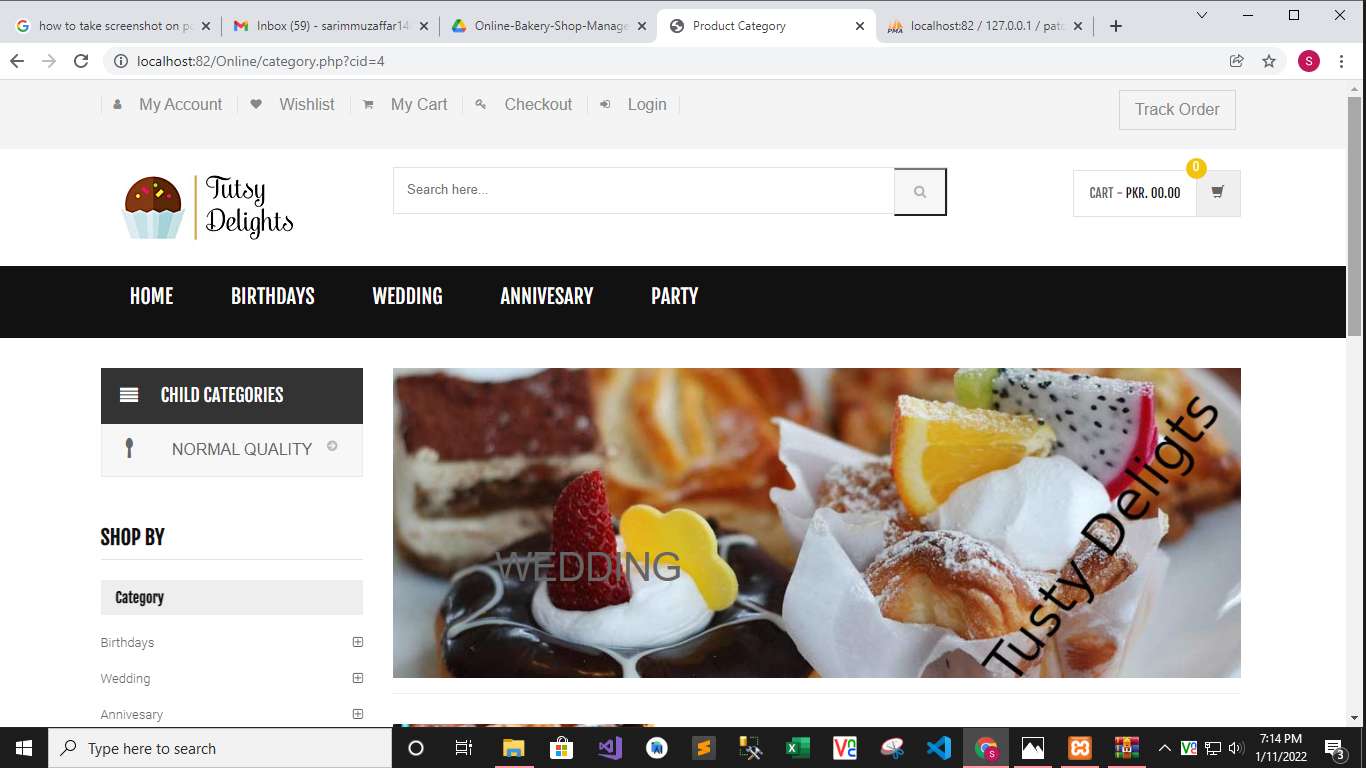 how to take screenshot on pc
Inbox (59) - sarimmuzaffar14
Online-Bakery-Shop-Manage
Product Category
localhost:82 / 127.0.0.1 / patc
PMA
localhost:82/Online/category.php?cid=4
S
My Account
Wishlist
My Cart
Checkout
Login
Track Order
Tutsy
Delights
Search here...
0
CART - PKR. 00.00
HOME
BIRTHDAYS
WEDDING
ANNIVESARY
PARTY
CHILD CATEGORIES
NORMAL QUALITY
SHOP BY
Category
Birthdays
Wedding
Annivesary
WEDDING
Tusty Deligts
Type here to search
7:14 PM
1/11/2022
3